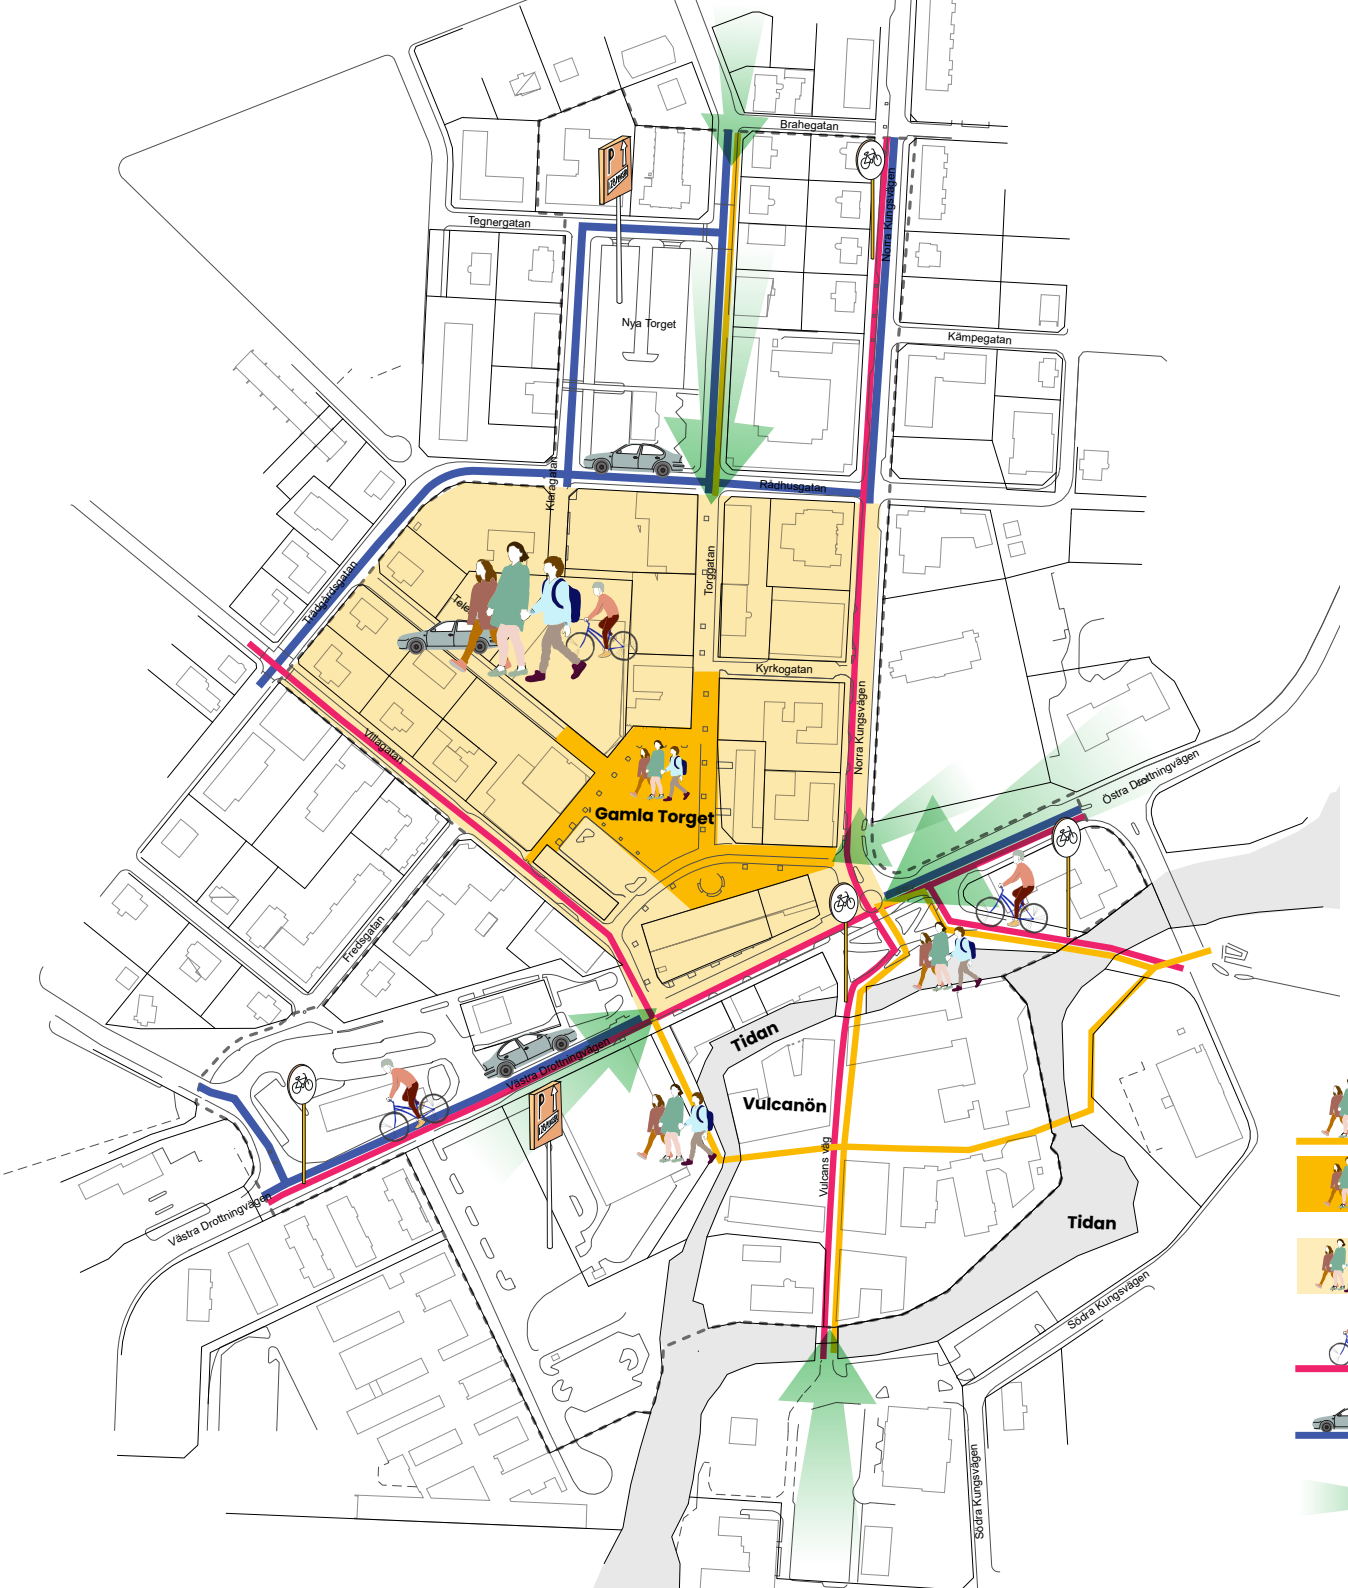 Brahegatan
P
Norra Kungsvägen
Tegnergatan
Nya Torget
Kämpegatan
Klaragatan
Rådhusgatan
Torggatan
Trädgårdsgatan
Kyrkogatan
Norra Kungsvägen
Villagatan
Östra Drottningvägen
Gamla Torget
Fredsgatan
Tidan
Västra Drottningvägen
P
Vulcanön
Vulcans väg
Västra Drottningvägen
Tidan
Södra Kungsvägen
Södra Kungsvägen